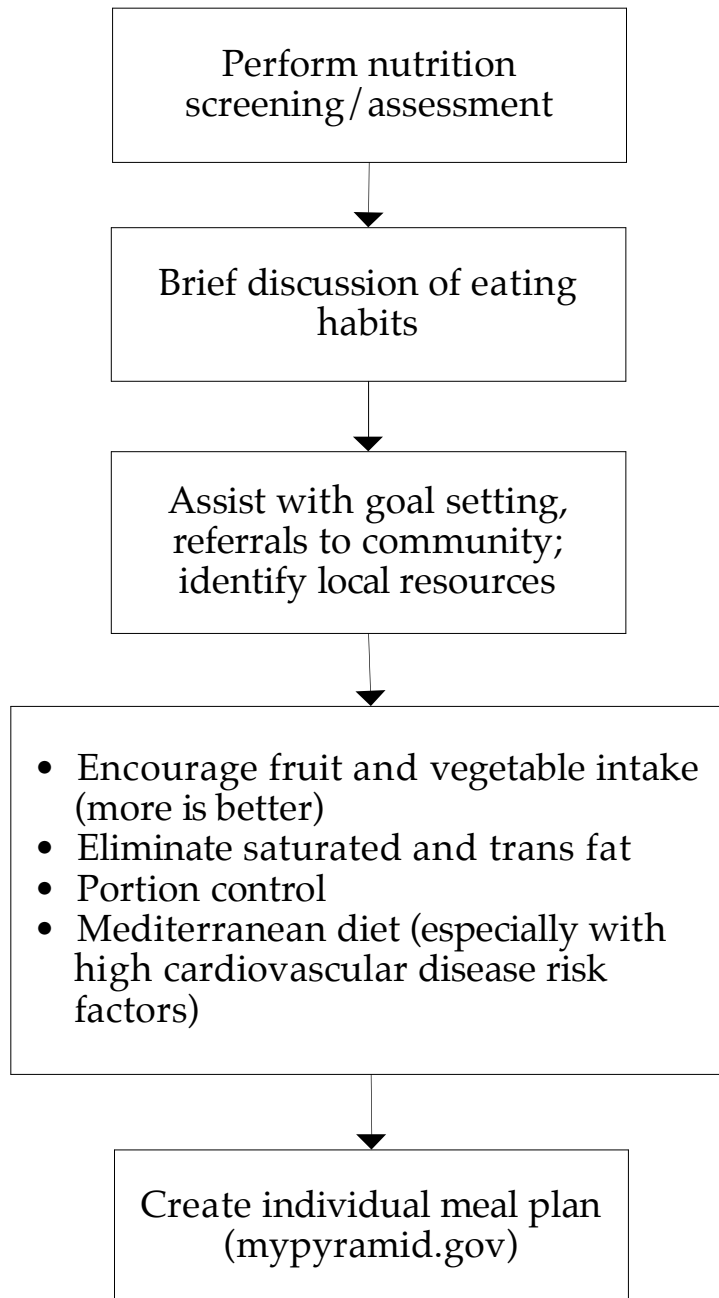 Perform nutrition
screening/assessment
Brief discussion of eating
habits
Assist with goal setting,
referrals to community;
identify local resources
• Encourage fruit and vegetable intake
(more is better)
• Eliminate saturated and trans fat
• Portion control
• Mediterranean diet (especially with
high cardiovascular disease risk
factors)
Create individual meal plan
(mypyramid.gov)